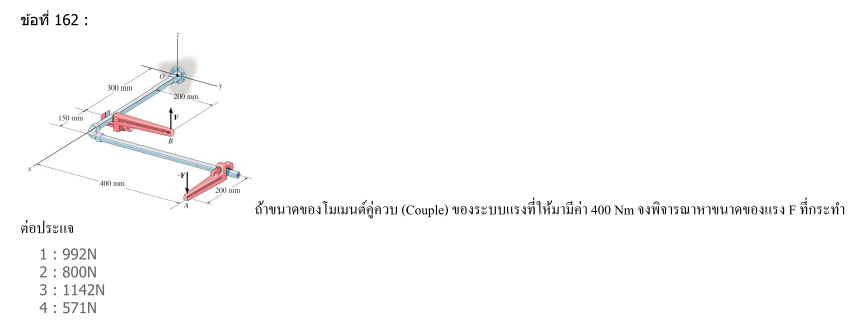 ข้อที่ 162 :
z
O
y
300 mm
200 mm
F
150 mm
B
x
–F
400 mm
200 mm
A
ถ้าขนาดของโมเมนต์คู่ควบ (Couple) ของระบบแรงที่ให้มามีค่า 400 Nm จงพิจารณาหาขนาดของแรง F ที่กระทำ
ต่อประแจ
1 : 992N
2 : 800N
3 : 1142N
4 : 571N